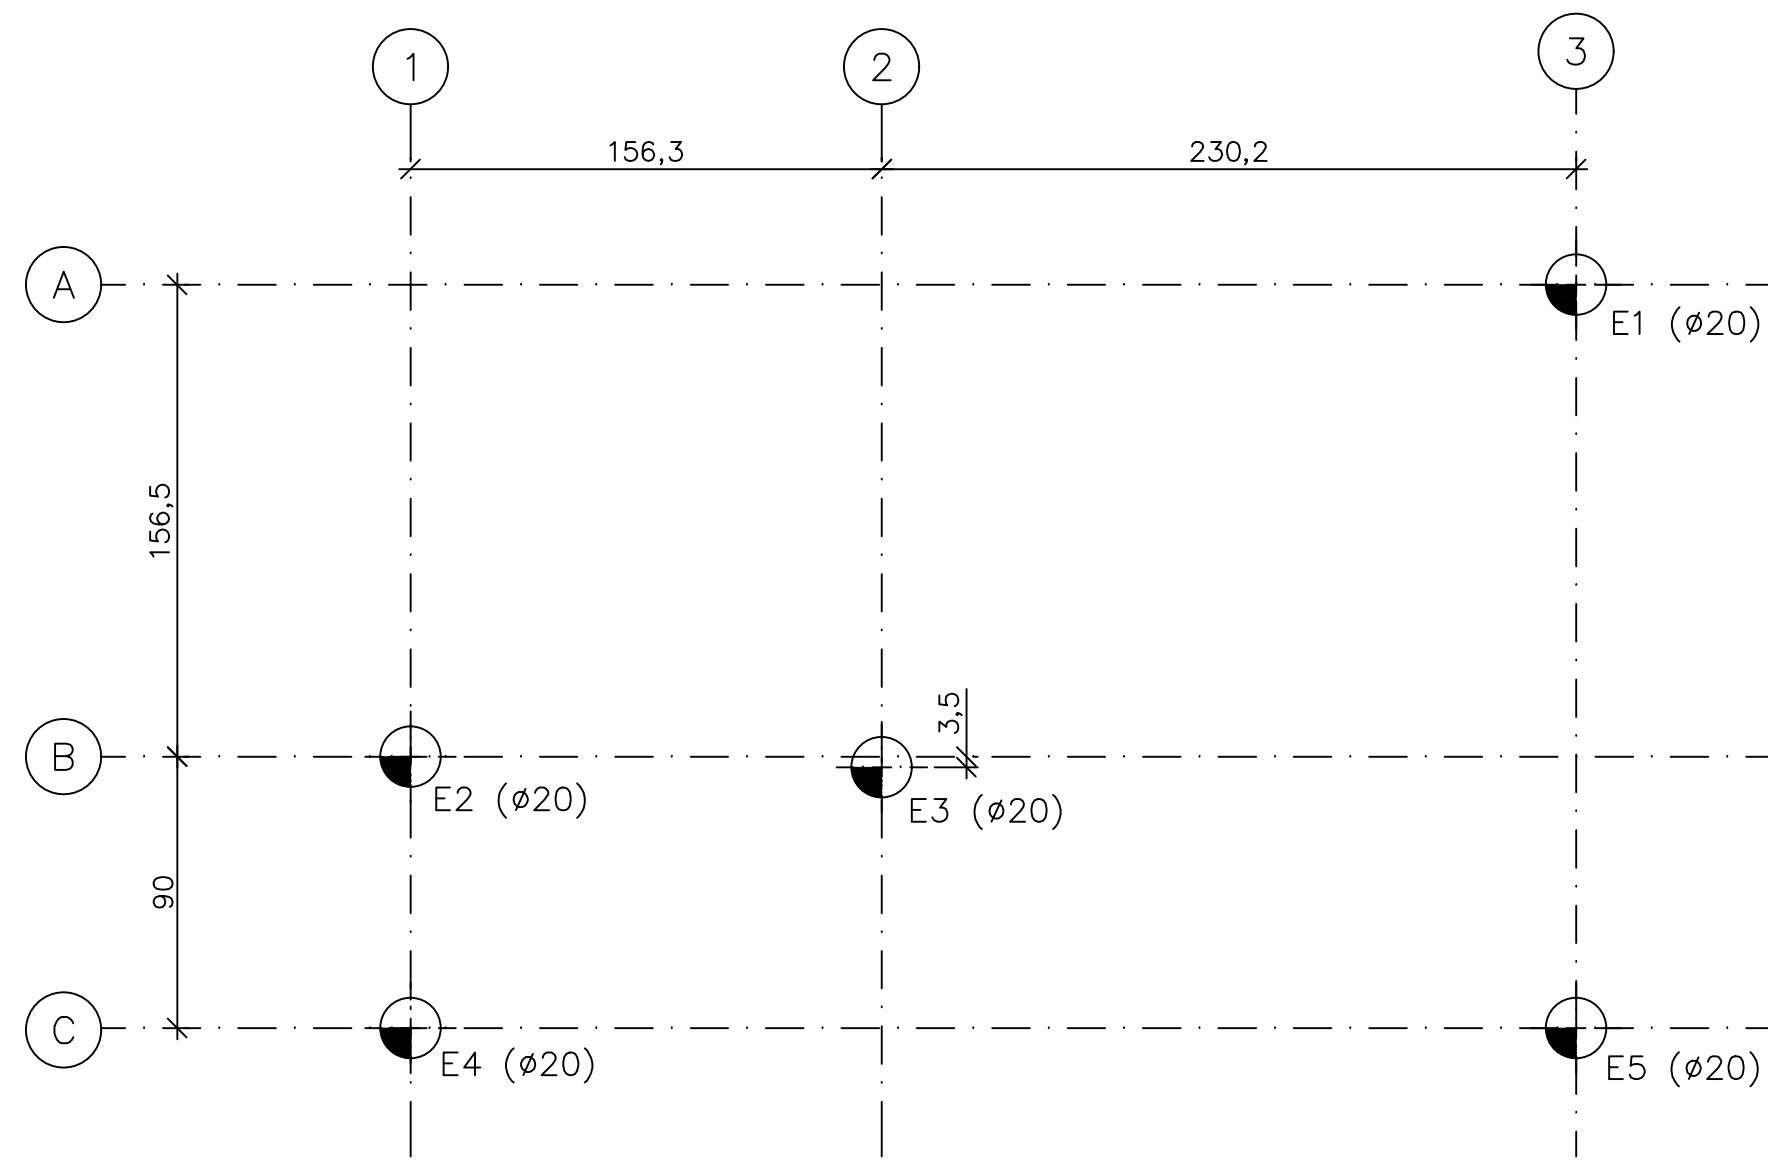 1
2
3
156,3
230,2
A
E1 (ø20)
156,5
3,5
B
E2 (ø20)
E3 (ø20)
90
C
E4 (ø20)
E5 (ø20)